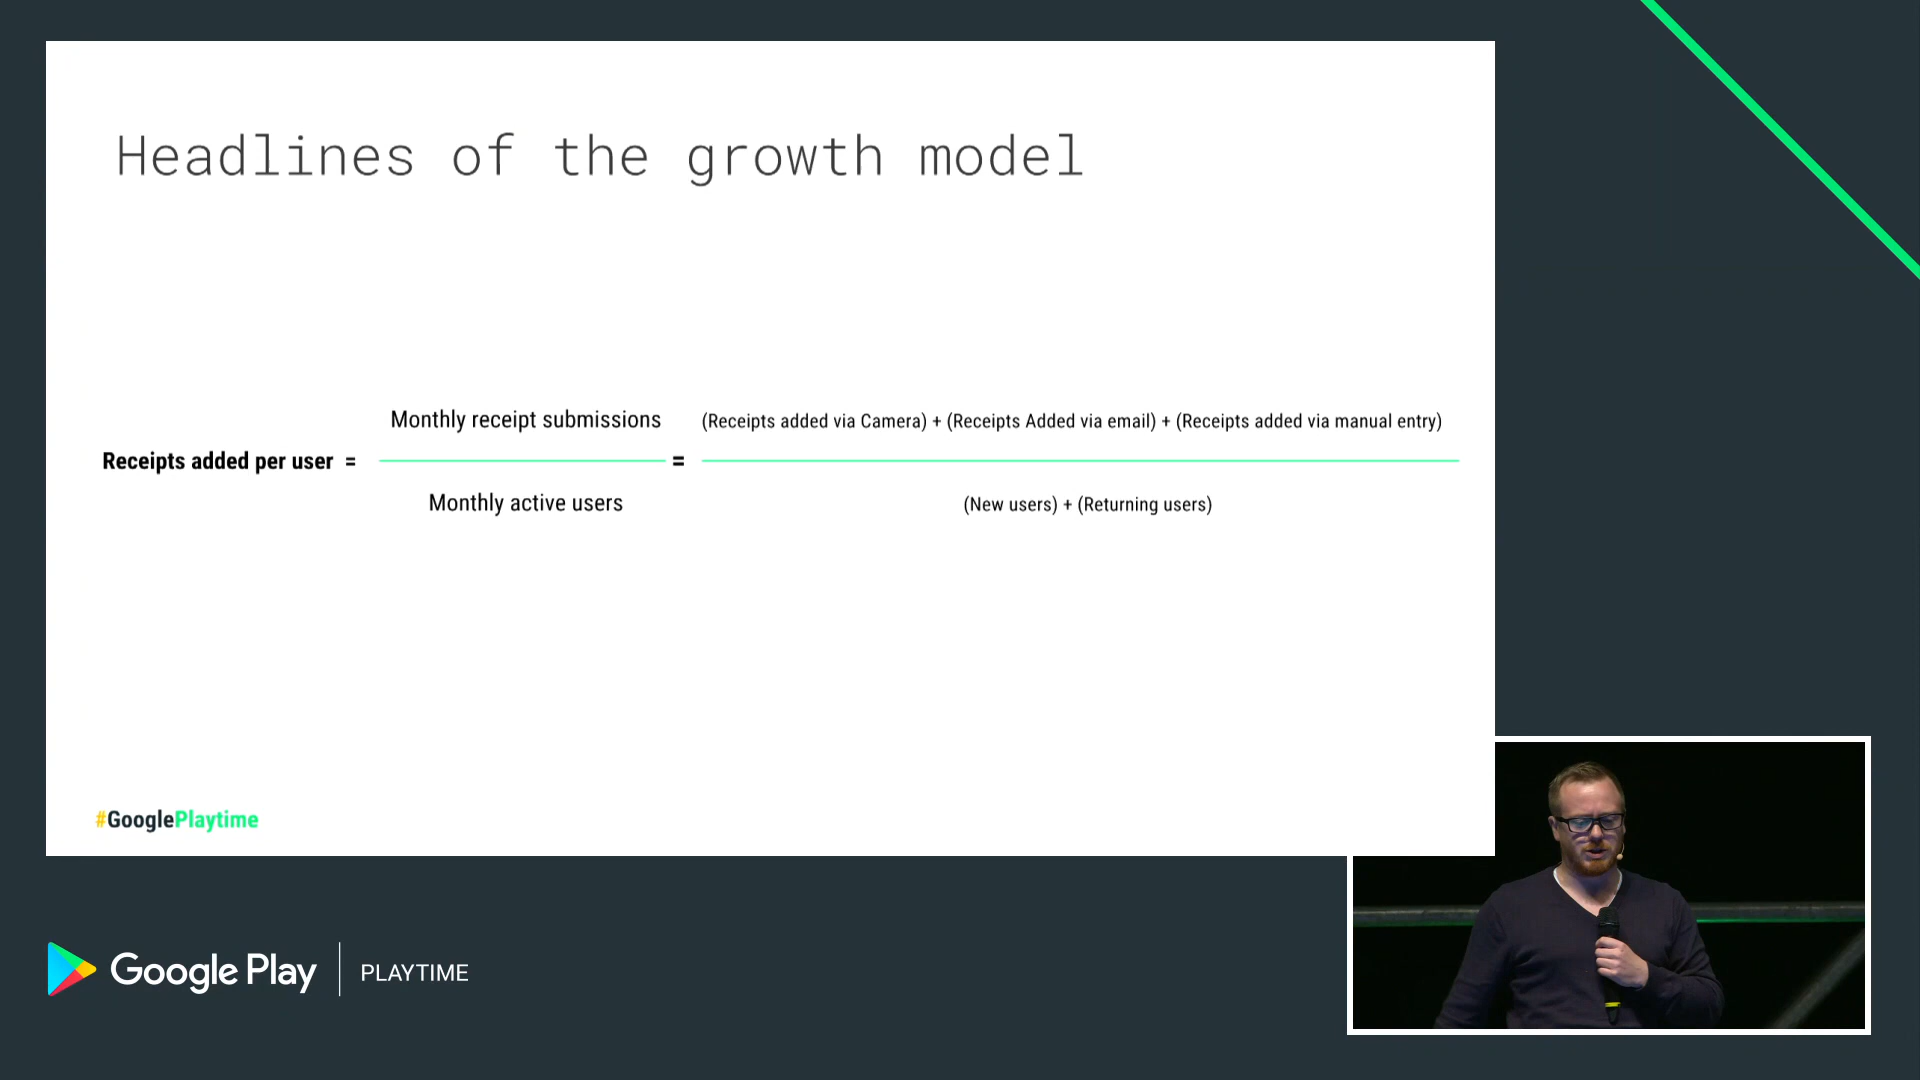 Headlines of the growth model
Receipts added per user =
Monthly receipt submissions
Monthly active users
=
(Receipts added via Camera) + (Receipts Added via email) + (Receipts added via manual entry)
(New users) + (Returning users)
#GooglePlaytime
Google Play | PLAYTIME